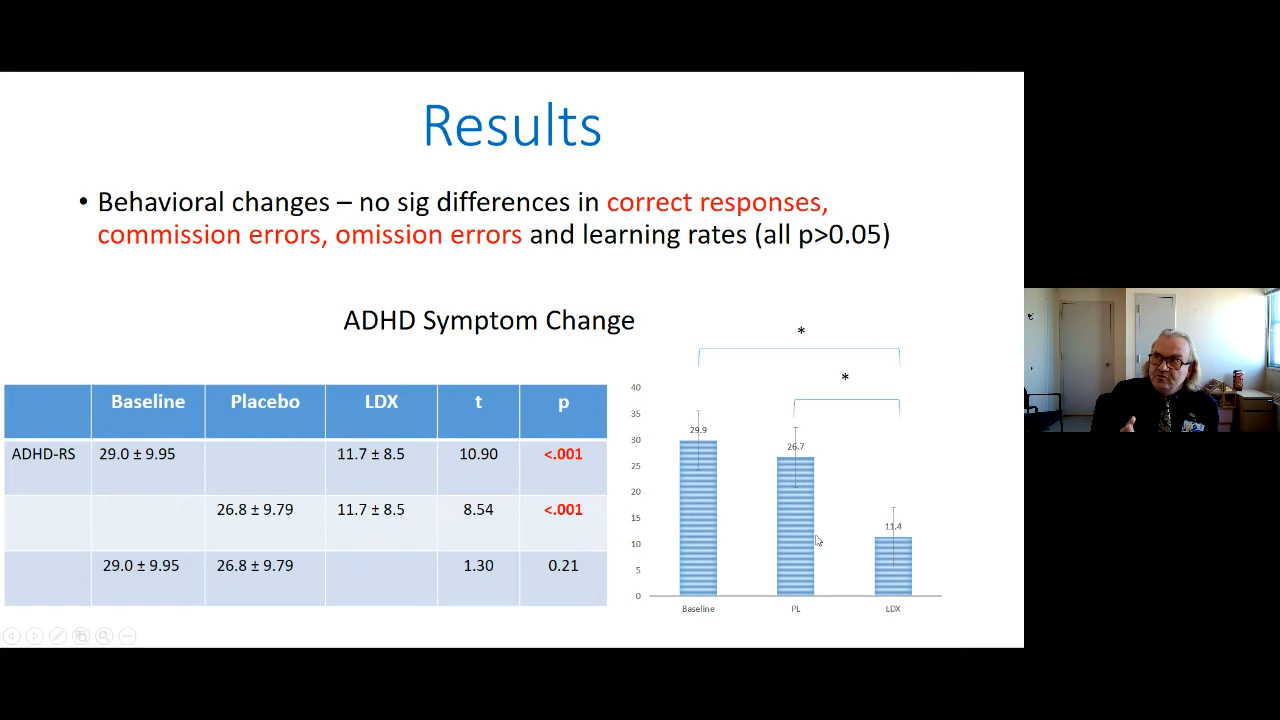 Results
• Behavioral changes – no sig differences in correct responses,
commission errors, omission errors and learning rates (all p>0.05)
ADHD Symptom Change
Baseline Placebo LDX t p
ADHD-RS 29.0 ± 9.95 11.7 ± 8.5 10.90 <.001
26.8 ± 9.79 11.7 ± 8.5 8.54 <.001
29.0 ± 9.95 26.8 ± 9.79 1.30 0.21
*
*
40
35
30
25
20
15
10
5
0
29.9
26.7
11.4
Baseline PL LDX